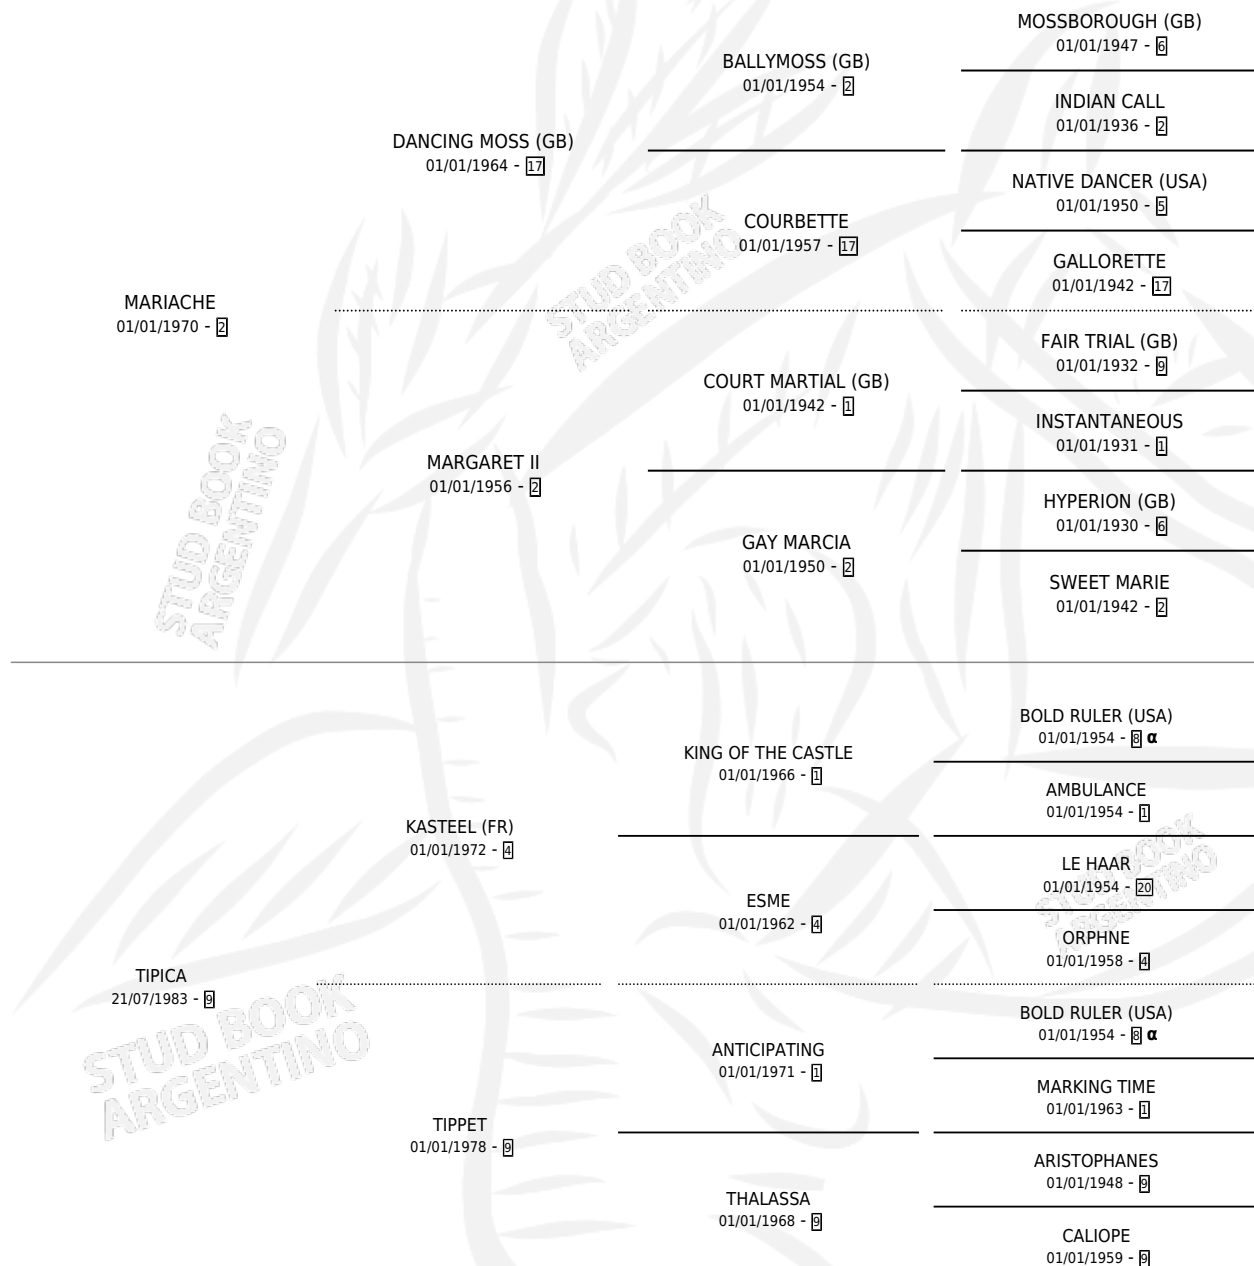 MOSSBOROUGH (GB)
01/01/1947 - 6
BALLYMOSS (GB)
01/01/1954 - 2
INDIAN CALL
01/01/1936 - 2
DANCING MOSS (GB)
01/01/1964 - 17
NATIVE DANCER (USA)
01/01/1950 - 5
COURBETTE
01/01/1957 - 17
GALLORETTE
01/01/1942 - 17
MARIACHE
01/01/1970 - 2
FAIR TRIAL (GB)
01/01/1932 - 9
COURT MARTIAL (GB)
01/01/1942 - 1
INSTANTANEOUS
01/01/1931 - 1
MARGARET II
01/01/1956 - 2
HYPERION (GB)
01/01/1930 - 6
GAY MARCIA
01/01/1950 - 2
SWEET MARIE
01/01/1942 - 2
BOLD RULER (USA)
01/01/1954 - 8 α
KING OF THE CASTLE
01/01/1966 - 1
AMBULANCE
01/01/1954 - 1
KASTEEL (FR)
01/01/1972 - 4
LE HAAR
01/01/1954 - 20
ESME
01/01/1962 - 4
ORPHNE
01/01/1958 - 4
TIPICA
21/07/1983 - 9
BOLD RULER (USA)
01/01/1954 - 8 α
ANTICIPATING
01/01/1971 - 1
MARKING TIME
01/01/1963 - 1
TIPPET
01/01/1978 - 9
ARISTOPHANES
01/01/1948 - 9
THALASSA
01/01/1968 - 9
CALIOPE
01/01/1959 - 9
STUD BOOK
ARGENTINO
STUD BOOK
ARGENTINO
STUD BOOK
ARGENTINO
STUD BOOK
ARGENTINO